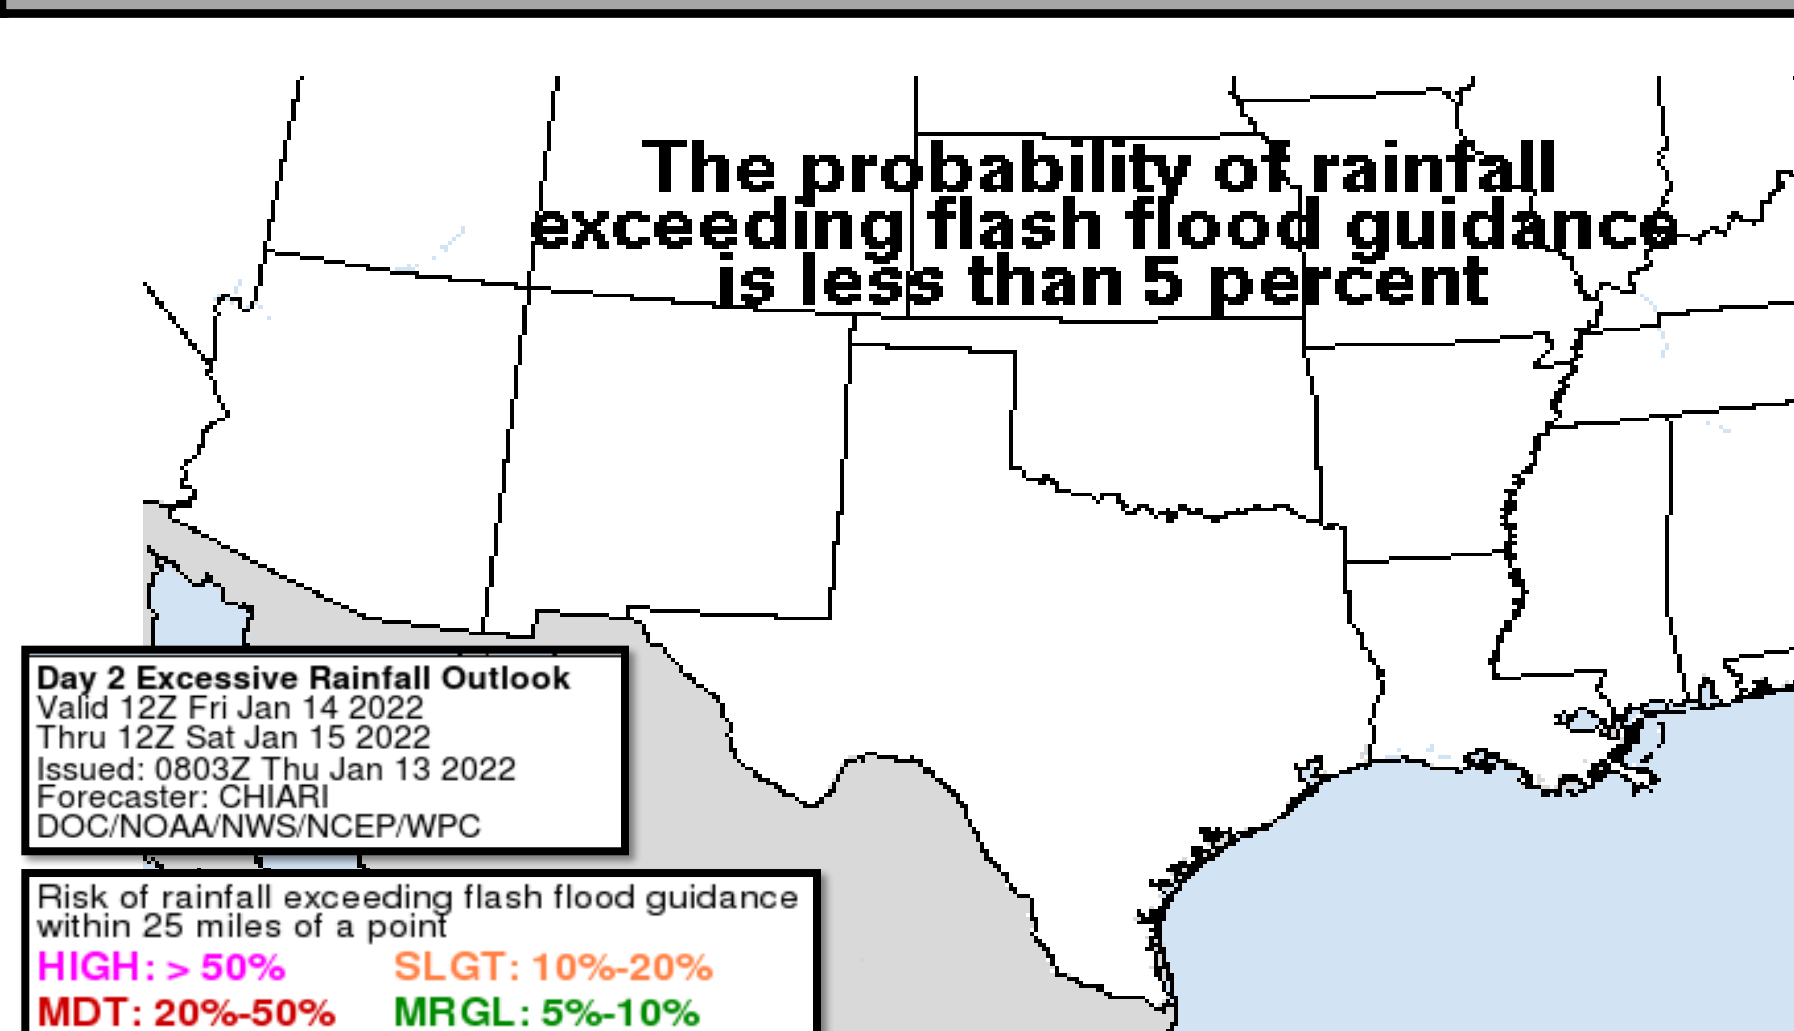 The probability of rainfall
exceeding flash flood guidance
is less than 5 percent
Day 2 Excessive Rainfall Outlook
Valid 12Z Fri Jan 14 2022
Thru 12Z Sat Jan 15 2022
Issued: 0803Z Thu Jan 13 2022
Forecaster: CHIARI
DOC/NOAA/NWS/NCEP/WPC
Risk of rainfall exceeding flash flood guidance
within 25 miles of a point
HIGH: > 50% SLGT: 10%-20%
MDT: 20%-50% MRGL: 5%-10%